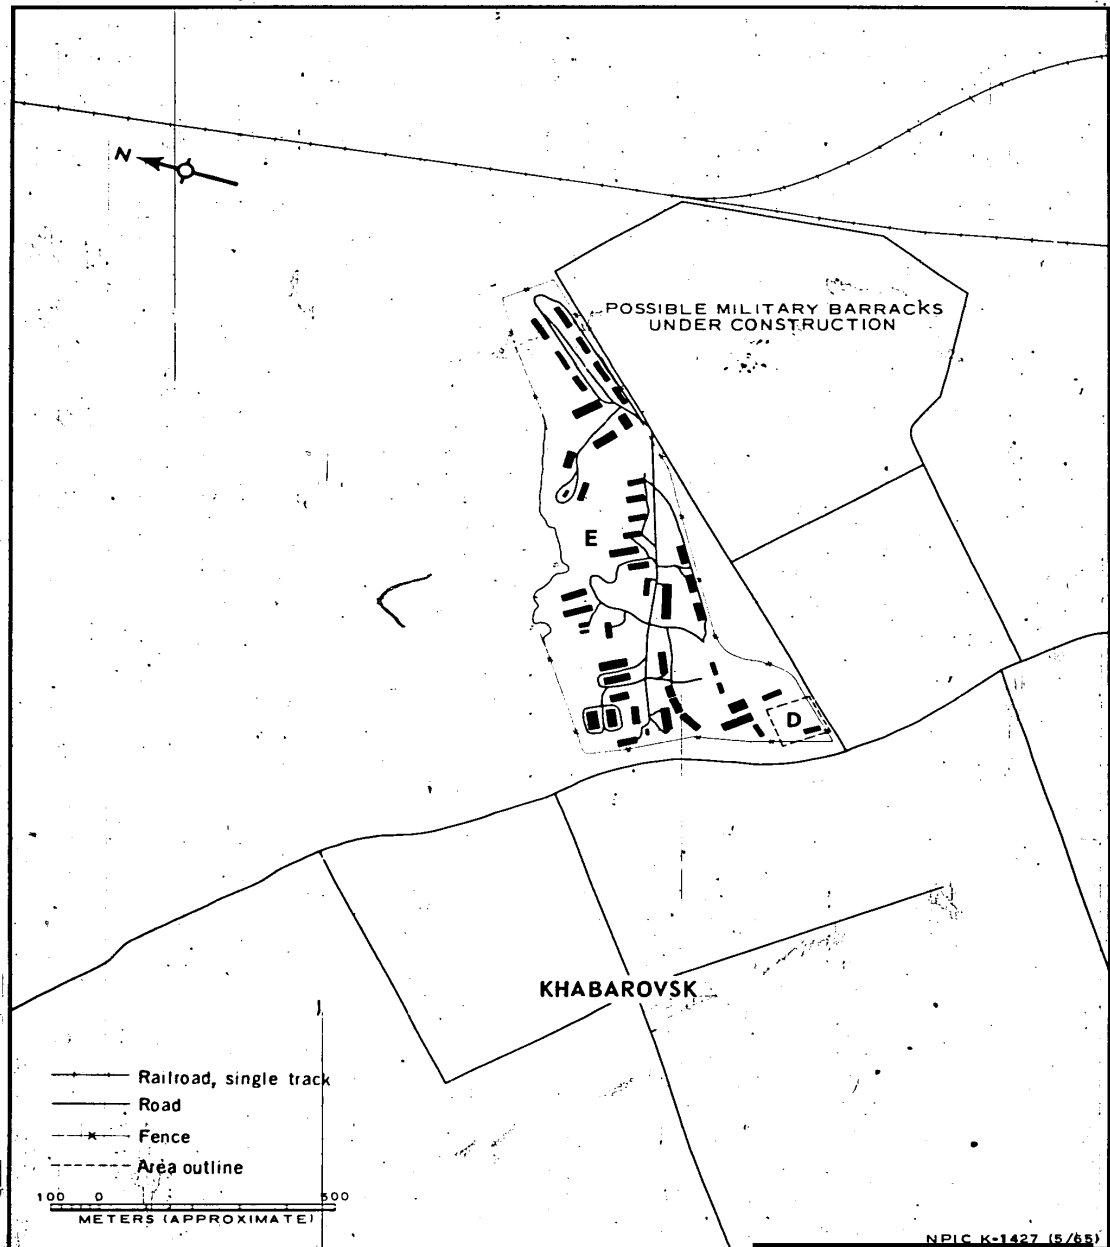 N
POSSIBLE MILITARY BARRACKS
UNDER CONSTRUCTION
E
D
KHABAROVSK
Railroad, single track
Road
Fence
Area outline
100 0 500
METERS (APPROXIMATE)
NPIC K-1427 (5/65)